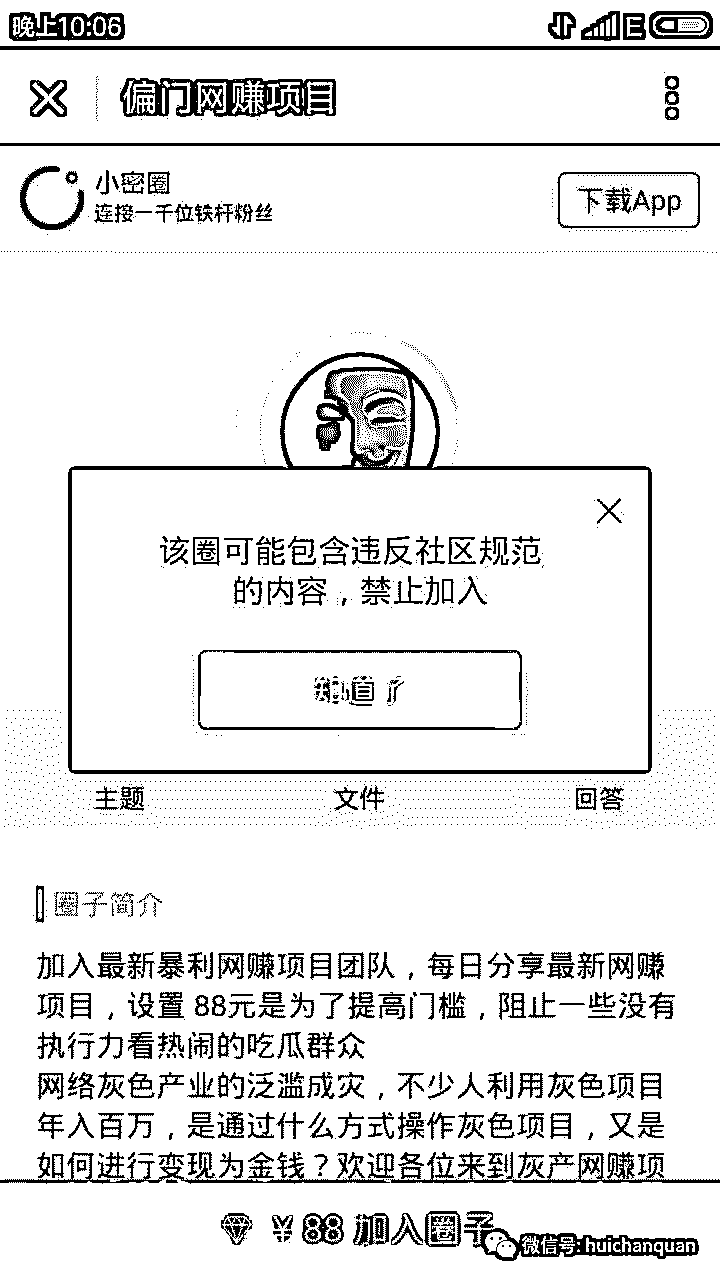 晚上10:06
E
偏门网赚项目
小密圈
连接一千位铁杆粉丝
下载App
该圈可能包含违反社区规范
的内容，禁止加入
知道了
主题 文件 回答
圈子简介
加入最新暴利网赚项目团队，每日分享最新网赚
项目，设置 88元是为了提高门槛，阻止一些没有
执行力看热闹的吃瓜群众
网络灰色产业的泛滥成灾，不少人利用灰色项目
年入百万，是通过什么方式操作灰色项目，又是
如何进行变现为金钱？欢迎各位来到灰产网赚项
¥ 88 加入圈子
微信号: huichanquan